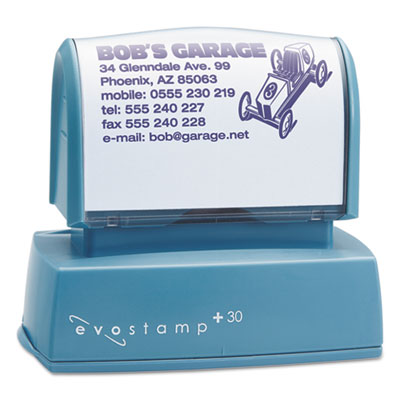 BOB'S GARAGE
34 Glenndale Ave. 99
Phoenix, AZ 85063
mobile: 0555 230 219
tel: 555 240 227
fax 555 240 228
e-mail: bob@garage.net
8
evostamp +30